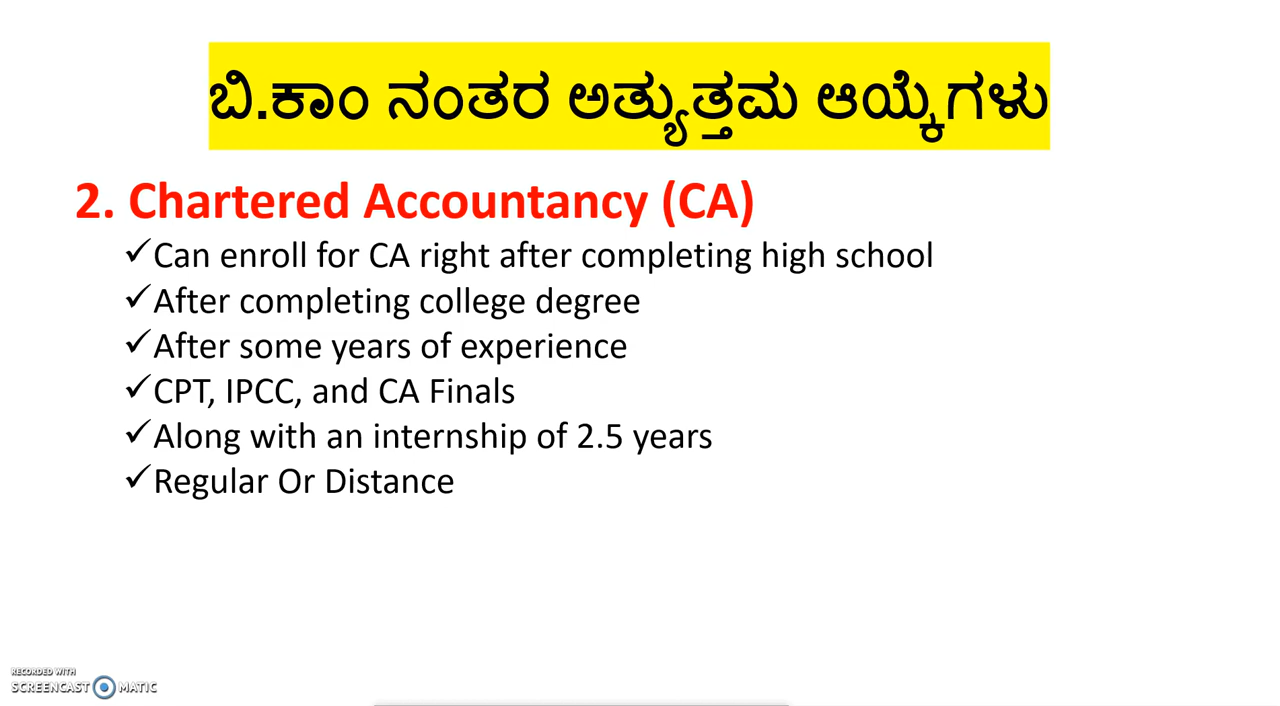 ಬಿ.ಕಾಂ ನಂತರ ಅತ್ಯುತ್ತಮ ಆಯ್ಕೆಗಳು
2. Chartered Accountancy (CA)
✓Can enroll for CA right after completing high school
✓After completing college degree
✓After some years of experience
✓CPT, IPCC, and CA Finals
✓Along with an internship of 2.5 years
✓Regular Or Distance
RECORDED WITH
SCREENCAST MATIC